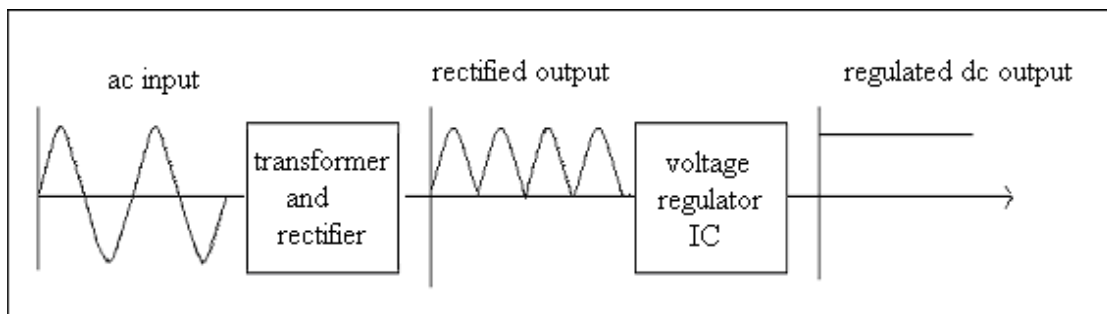 ac input
rectified output
regulated dc output
transformer
and
rectifier
voltage
regulator
IC